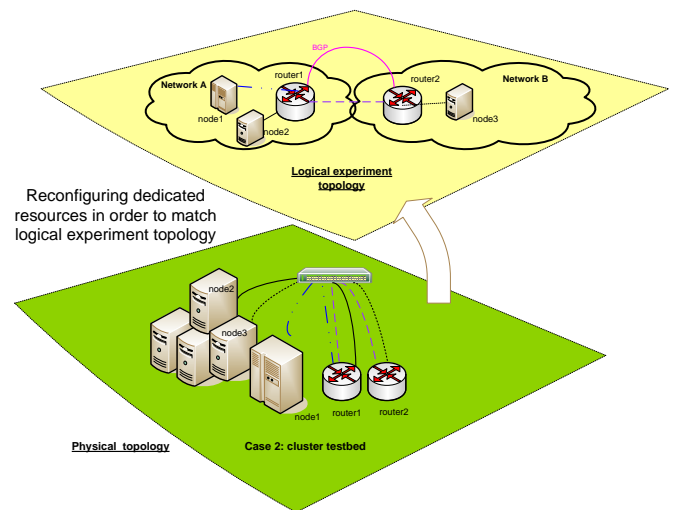 BGP
Network A
router1
router2
Network B
node1
node2
node3
Logical experiment
topology
Reconfiguring dedicated
resources in order to match
logical experiment topology
node2
node3
node1
router1
router2
Physical topology
Case 2: cluster testbed